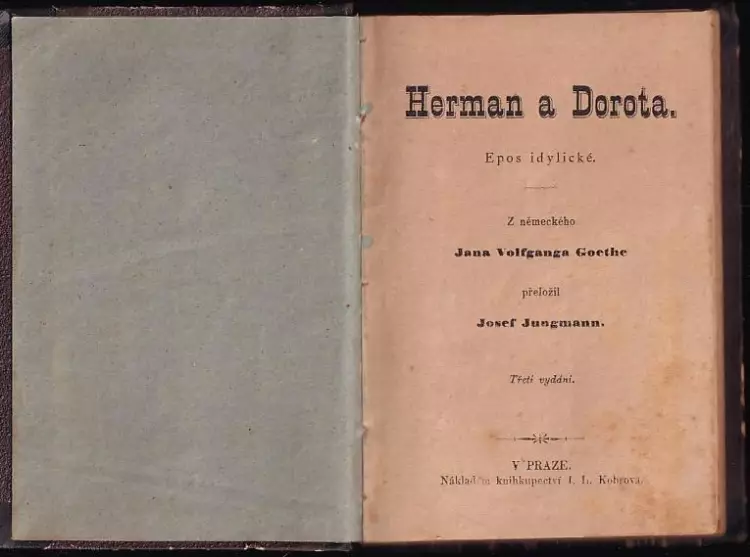 Herman a Dorota.
Epos idylické.
Z německého
Jana Volfganga Goethe
přeložil
Josef Jungmann.
Třetí vydání.
V PRAZE.
Nákladem knihkupectví I. L. Kobrova.